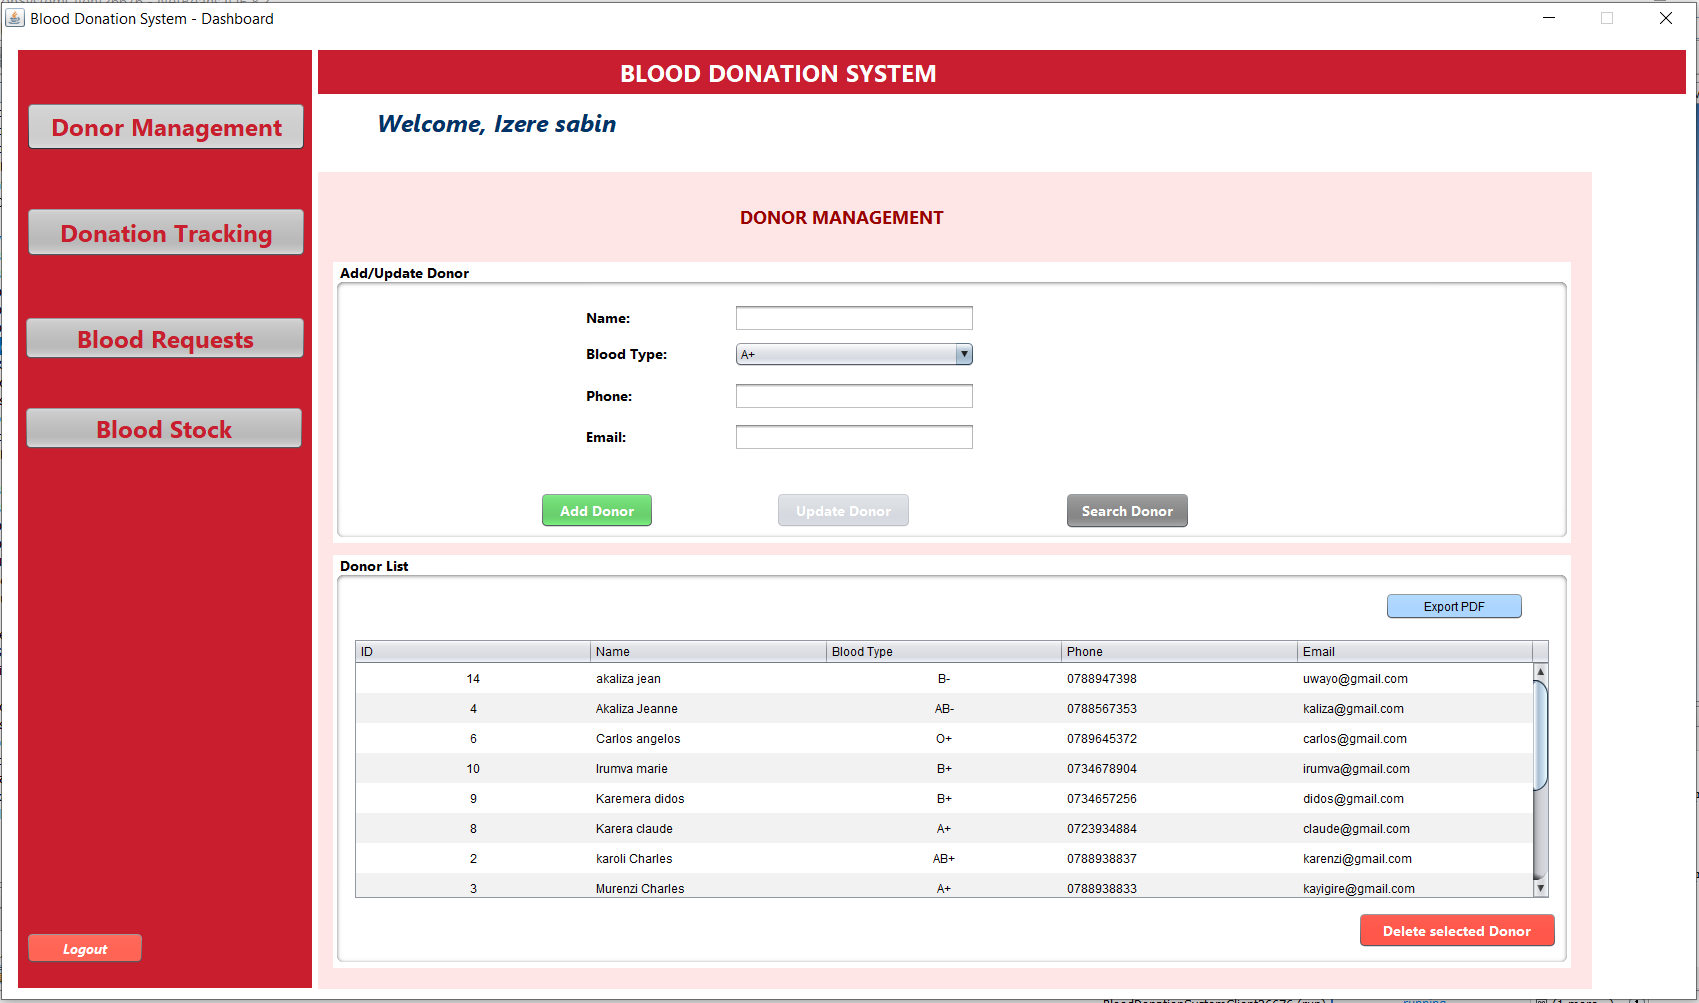 Blood Donation System - Dashboard
BLOOD DONATION SYSTEM
Welcome, Izere sabin
Donor Management
Donation Tracking
Blood Requests
Blood Stock
Logout
DONOR MANAGEMENT
Add/Update Donor
Name:
Blood Type: A+
Phone:
Email:
Add Donor Update Donor Search Donor
Donor List
Export PDF
ID Name Blood Type Phone Email
14 akaliza jean B- 0788947398 uwayo@gmail.com
4 Akaliza Jeanne AB- 0788567353 kaliza@gmail.com
6 Carlos angelos O+ 0789645372 carlos@gmail.com
10 Irumva marie B+ 0734678904 irumva@gmail.com
9 Karemera didos B+ 0734657256 didos@gmail.com
8 Karera claude A+ 0723934884 claude@gmail.com
2 karoli Charles AB+ 0788938837 karenzi@gmail.com
3 Murenzi Charles A+ 0788938833 kayigire@gmail.com
Delete selected Donor